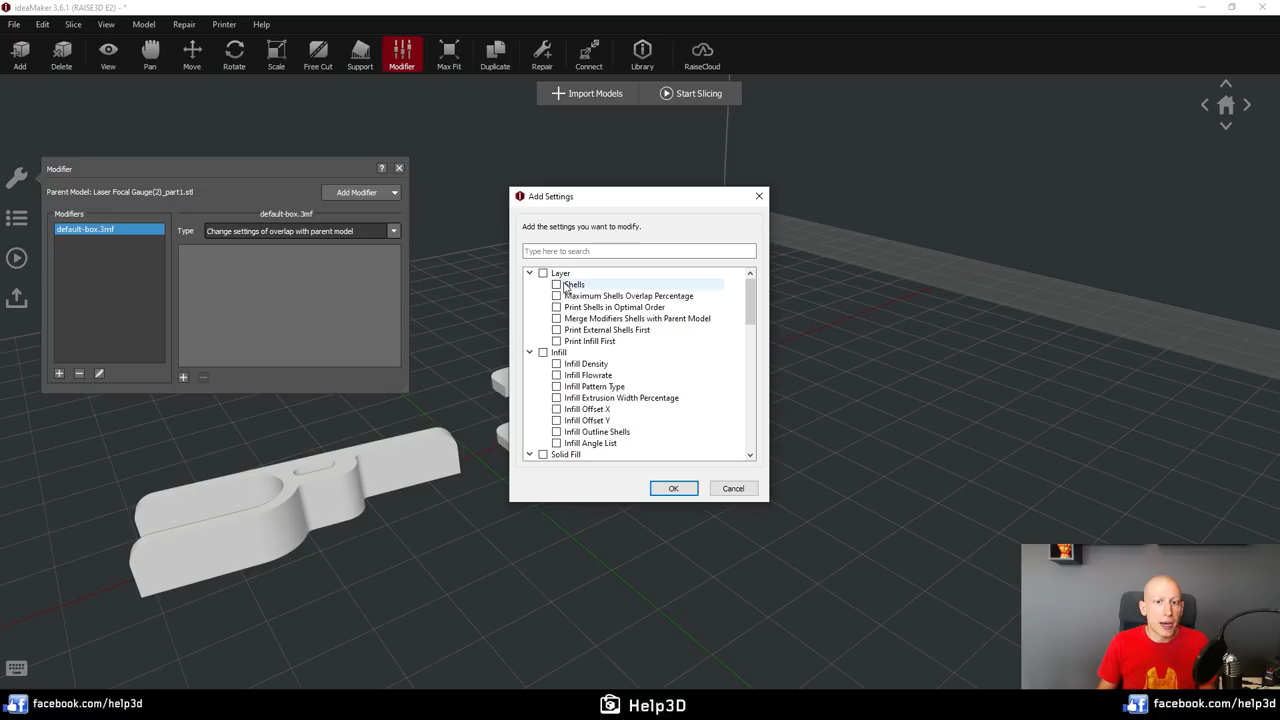 ideaMaker 3.6.1 (RAISE3D E2) - *
File Edit Slice View Model Repair Printer Help
Add Delete View Pan Move Rotate Scale Free Cut Support Modifier Max Fit Duplicate Repair Connect Library RaiseCloud
Import Models Start Slicing
Modifier
Parent Model: Laser Focal Gauge(2)_part1.stl
Add Modifier
Modifiers
default-box.3mf
default-box.3mf
Type Change settings of overlap with parent model
Add Settings
Add the settings you want to modify.
Type here to search
Layer
Shells
Maximum Shells Overlap Percentage
Print Shells in Optimal Order
Merge Modifiers Shells with Parent Model
Print External Shells First
Print Infill First
Infill
Infill Density
Infill Flowrate
Infill Pattern Type
Infill Extrusion Width Percentage
Infill Offset X
Infill Offset Y
Infill Outline Shells
Infill Angle List
Solid Fill
OK Cancel
facebook.com/help3d
Help3D
facebook.com/help3d